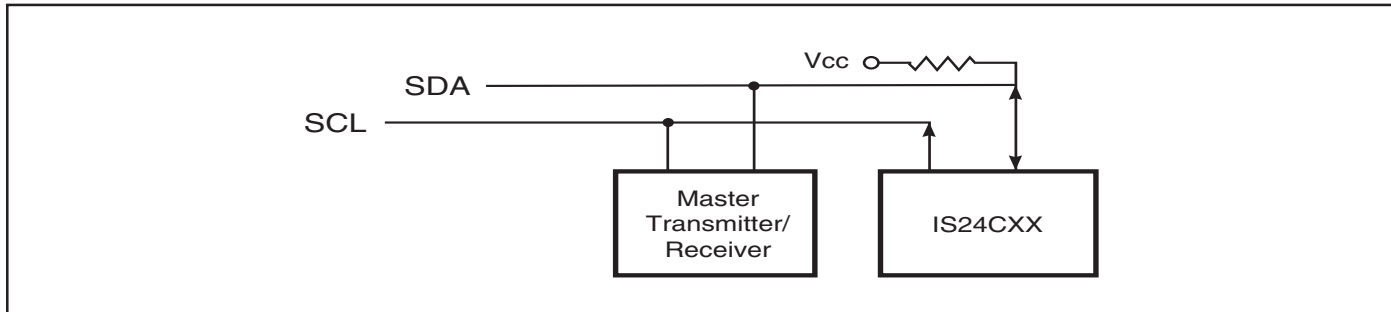 Vcc
SDA
SCL
Master
Transmitter/
Receiver
IS24CXX